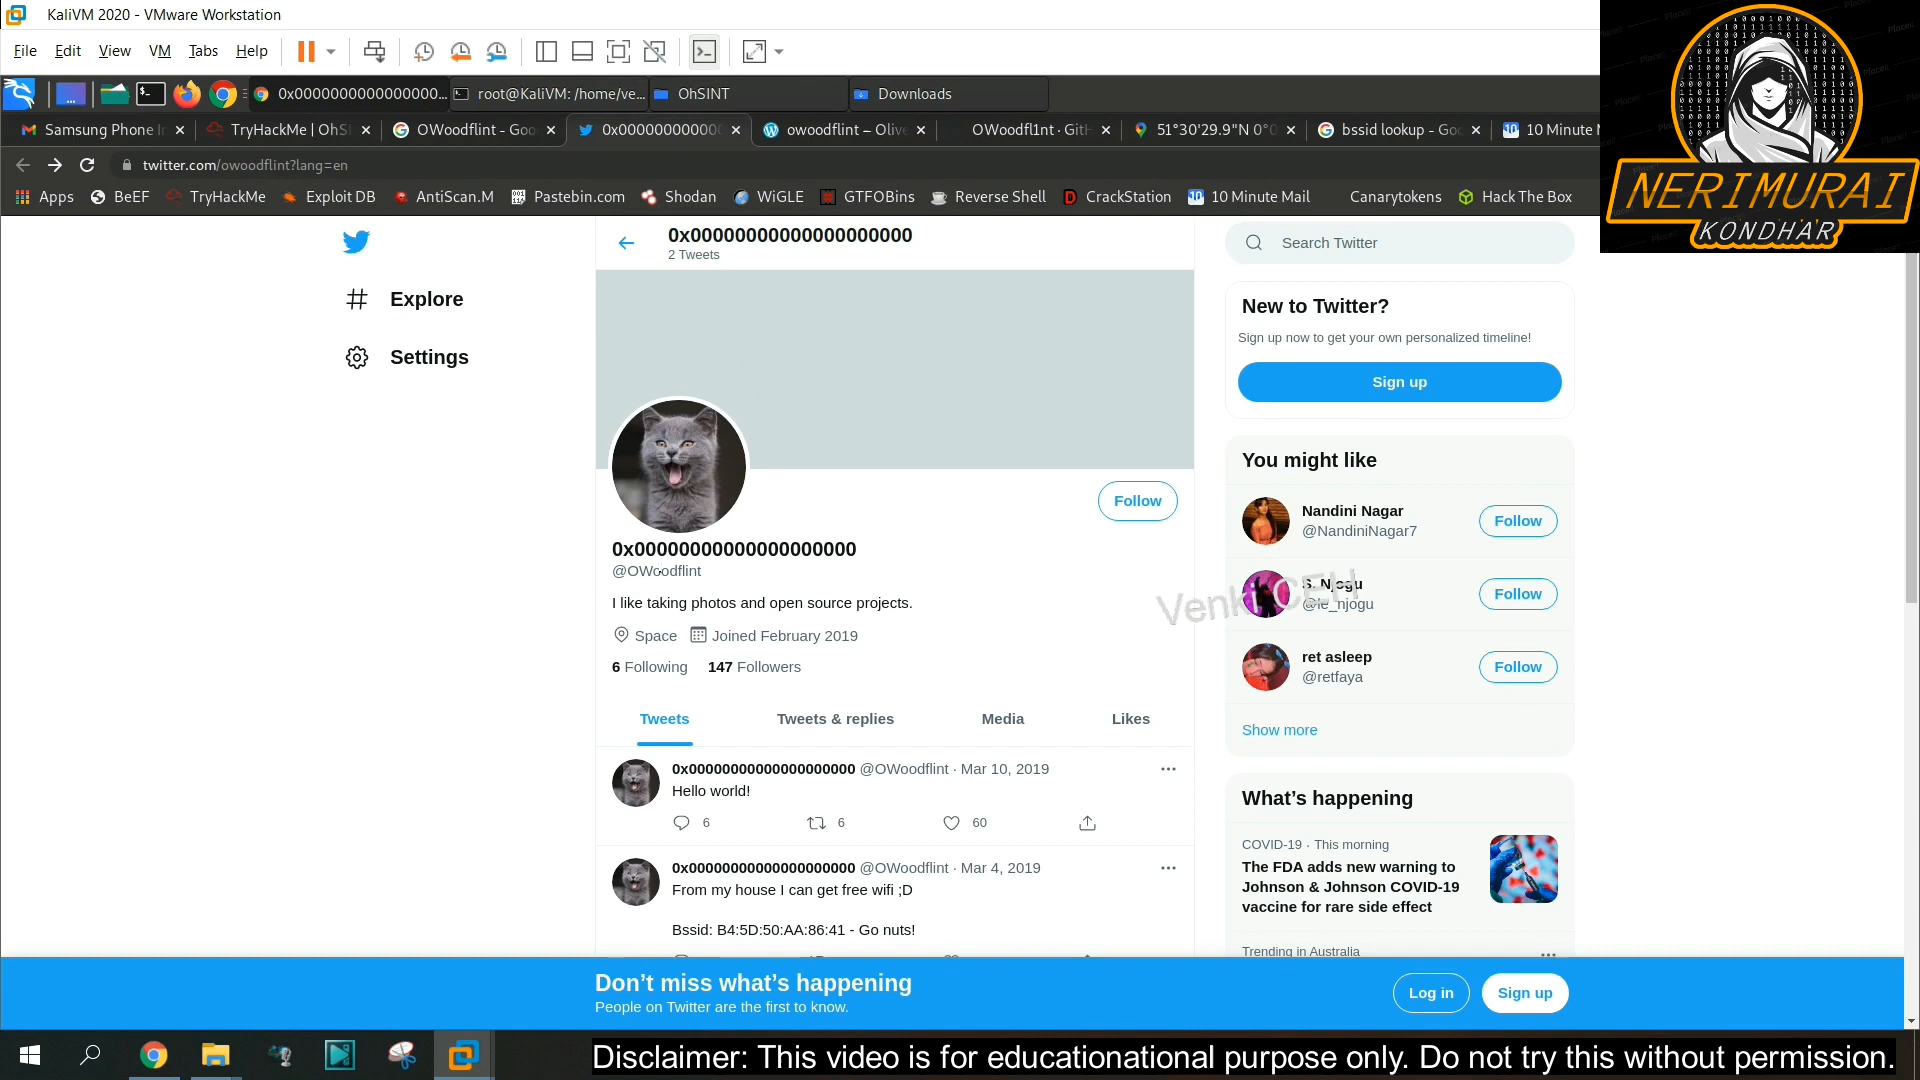 KaliVM 2020 - VMware Workstation
File Edit View VM Tabs Help
0x0000000000000000... root@KaliVM: /home/ve... OhSINT Downloads
Samsung Phone TryHackMe | OhS OWoodflint - Goo 0x000000000000 owoodflint – Olive OWoodfl1nt · GitH 51°30'29.9"N 0°0 bssid lookup - Goo 10 Minute
twitter.com/owoodflint?lang=en
Apps BeEF TryHackMe Exploit DB AntiScan.M Pastebin.com Shodan WiGLE GTFOBins Reverse Shell CrackStation 10 Minute Mail Canarytokens Hack The Box
NERIMURAI
KONDHAR
0x00000000000000000000
2 Tweets
Explore
Settings
Follow
0x00000000000000000000
@OWoodflint
I like taking photos and open source projects.
Space Joined February 2019
6 Following 147 Followers
Tweets Tweets & replies Media Likes
0x00000000000000000000 @OWoodflint · Mar 10, 2019
Hello world!
6 6 60
0x00000000000000000000 @OWoodflint · Mar 4, 2019
From my house I can get free wifi ;D
Bssid: B4:5D:50:AA:86:41 - Go nuts!
Search Twitter
New to Twitter?
Sign up now to get your own personalized timeline!
Sign up
You might like
Nandini Nagar
@NandiniNagar7
Follow
S. Njogu
@le_njogu
Follow
Venki CEH
ret asleep
@retfaya
Follow
Show more
What's happening
COVID-19 · This morning
The FDA adds new warning to
Johnson & Johnson COVID-19
vaccine for rare side effect
Trending in Australia
Don't miss what's happening
People on Twitter are the first to know.
Log in Sign up
Disclaimer: This video is for educationational purpose only. Do not try this without permission.